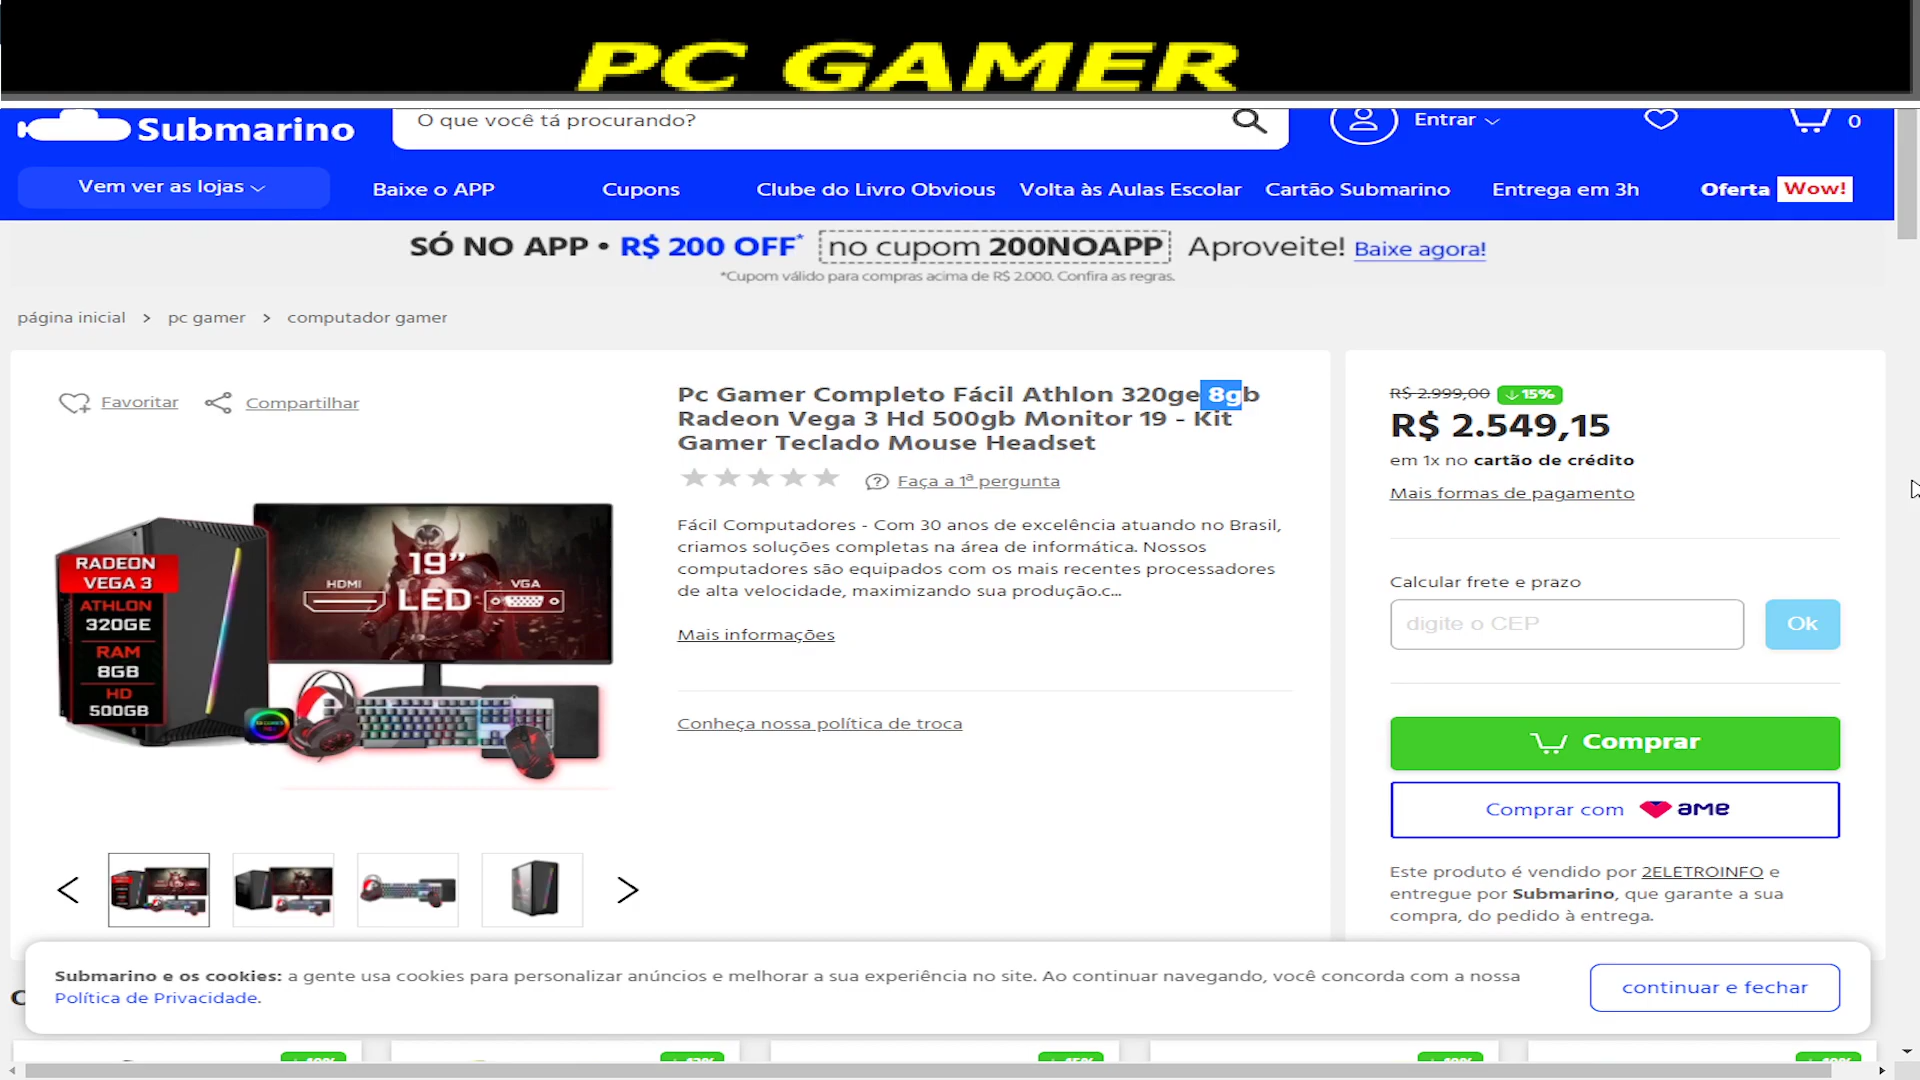 PC GAMER
Submarino
O que você tá procurando?
Entrar
0
Vem ver as lojas
Baixe o APP
Cupons
Clube do Livro Obvious
Volta às Aulas Escolar
Cartão Submarino
Entrega em 3h
Oferta Wow!
SÓ NO APP • R$ 200 OFF* no cupom 200NOAPP Aproveite! Baixe agora!
*Cupom válido para compras acima de R$ 2.000. Confira as regras.
página inicial > pc gamer > computador gamer
Favoritar
Compartilhar
Pc Gamer Completo Fácil Athlon 320ge 8gb
Radeon Vega 3 Hd 500gb Monitor 19 - Kit
Gamer Teclado Mouse Headset
Faça a 1ª pergunta
Fácil Computadores - Com 30 anos de excelência atuando no Brasil,
criamos soluções completas na área de informática. Nossos
computadores são equipados com os mais recentes processadores
de alta velocidade, maximizando sua produção.c...
Mais informações
Conheça nossa política de troca
RADEON
VEGA 3
ATHLON
320GE
RAM
8GB
HD
500GB
19”
LED
HDMI
VGA
R$ 2.999,00 ↓15%
R$ 2.549,15
em 1x no cartão de crédito
Mais formas de pagamento
Calcular frete e prazo
digite o CEP
Ok
Comprar
Comprar com ame
Este produto é vendido por 2ELETROINFO e
entregue por Submarino, que garante a sua
compra, do pedido à entrega.
Submarino e os cookies: a gente usa cookies para personalizar anúncios e melhorar a sua experiência no site. Ao continuar navegando, você concorda com a nossa
Política de Privacidade.
continuar e fechar